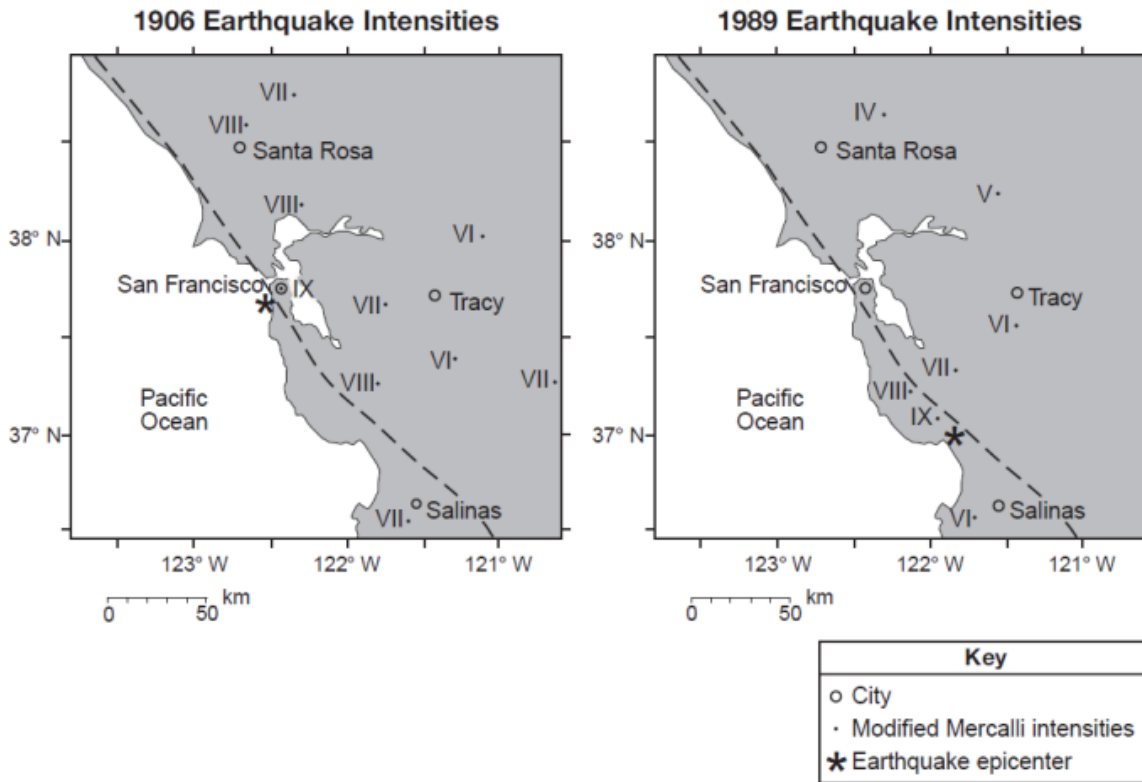 1906 Earthquake Intensities
VII
VIII
Santa Rosa
VIII
38° N
VI
San Francisco
IX
VII
Tracy
VI
VIII
VII
Pacific
Ocean
37° N
VII
Salinas
123° W
122° W
121° W
0
50
km
1989 Earthquake Intensities
IV
Santa Rosa
V
38° N
San Francisco
Tracy
VI
VII
VIII
Pacific
Ocean
IX
37° N
VI
Salinas
123° W
122° W
121° W
0
50
km
Key
City
Modified Mercalli intensities
Earthquake epicenter